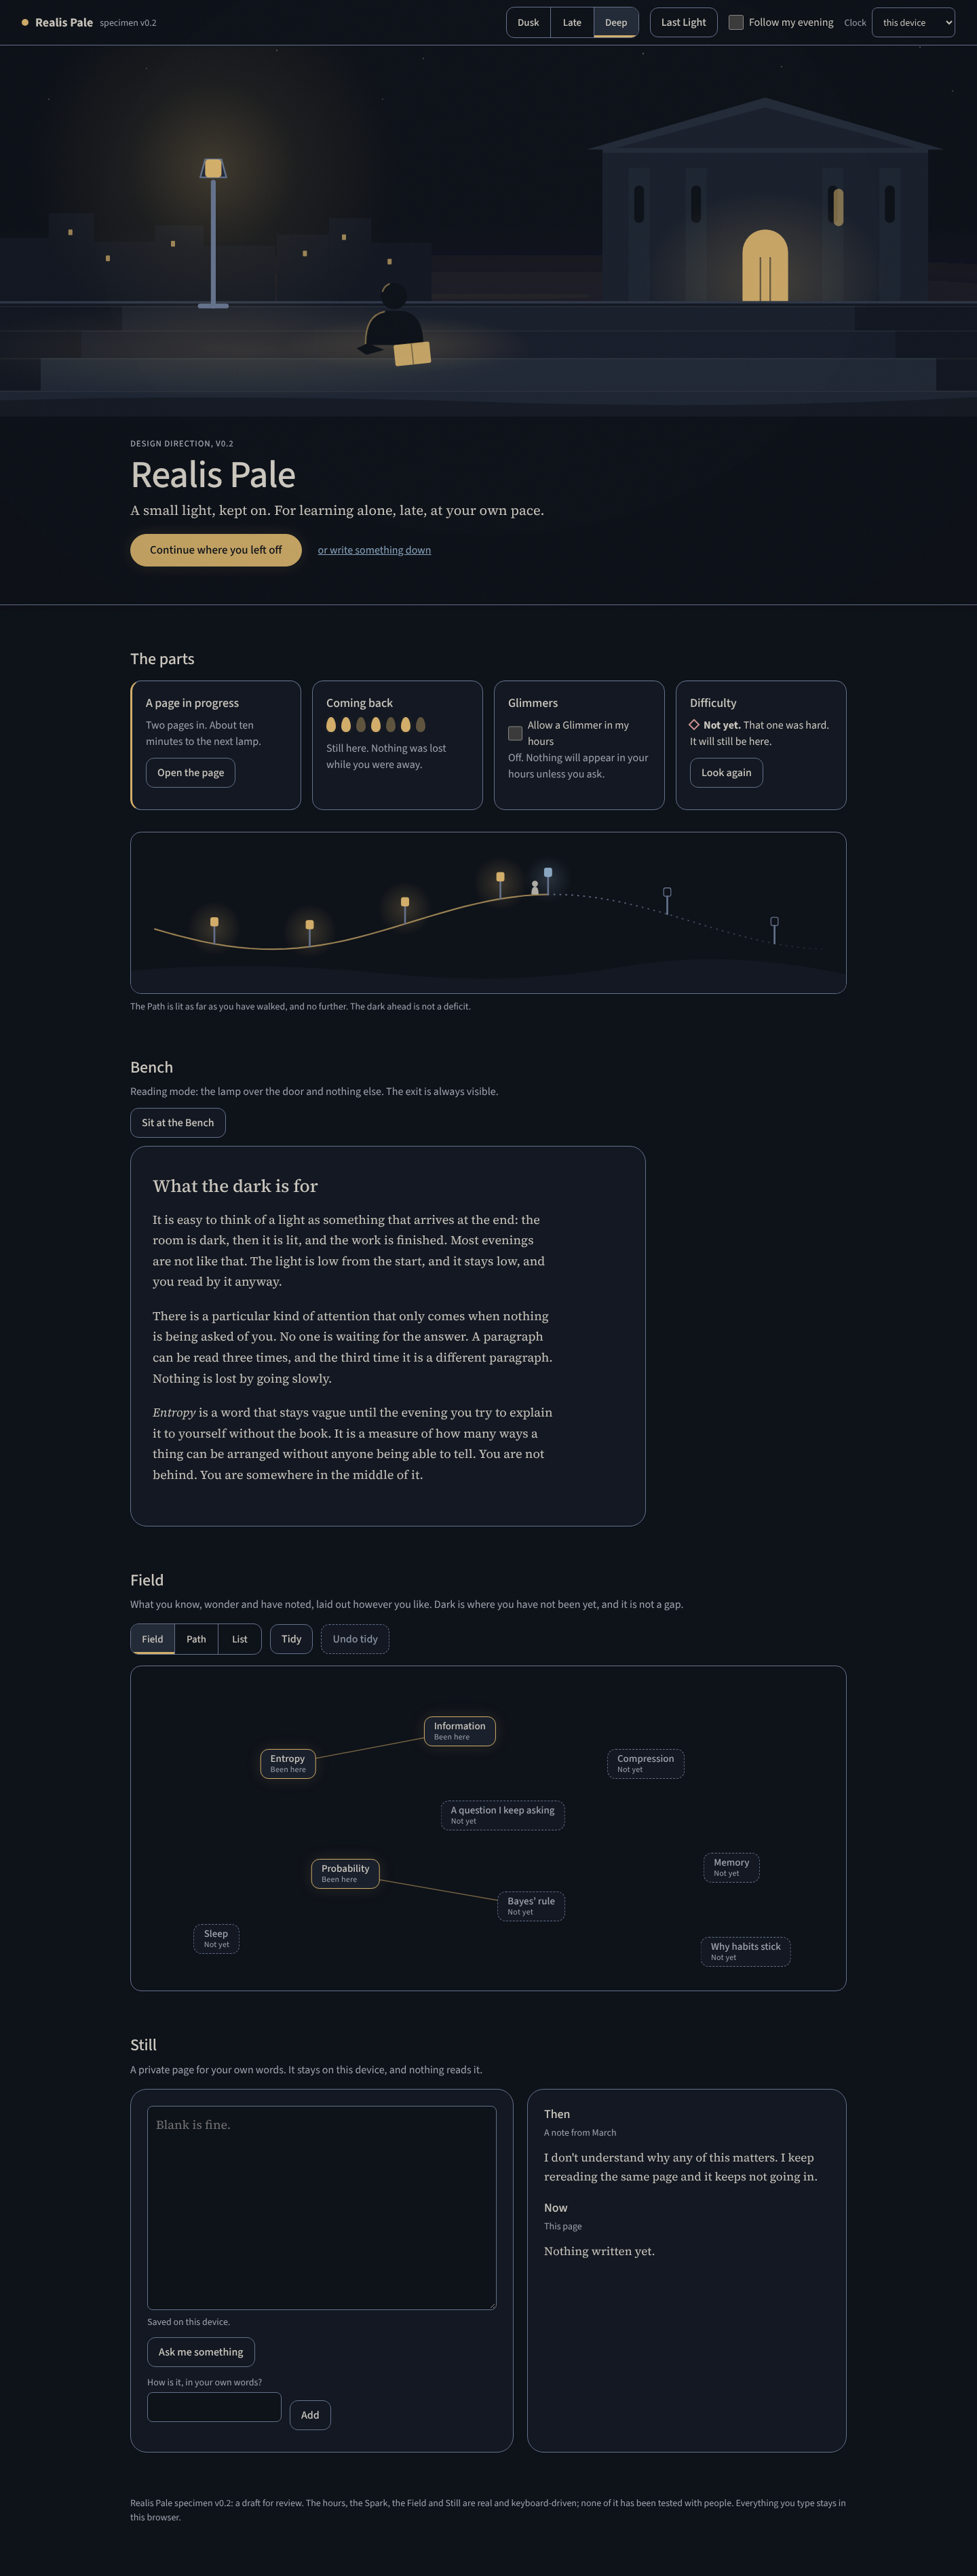 Realis Pale specimen v0.2
Dusk Late Deep Last Light Follow my evening Clock this device
DESIGN DIRECTION, V0.2
Realis Pale
A small light, kept on. For learning alone, late, at your own pace.
Continue where you left off or write something down
The parts
A page in progress
Two pages in. About ten
minutes to the next lamp.
Open the page
Coming back
Still here. Nothing was lost
while you were away.
Glimmers
Allow a Glimmer in my
hours
Off. Nothing will appear in your
hours unless you ask.
Difficulty
Not yet. That one was hard.
It will still be here.
Look again
The Path is lit as far as you have walked, and no further. The dark ahead is not a deficit.
Bench
Reading mode: the lamp over the door and nothing else. The exit is always visible.
Sit at the Bench
What the dark is for
It is easy to think of a light as something that arrives at the end: the
room is dark, then it is lit, and the work is finished. Most evenings
are not like that. The light is low from the start, and it stays low, and
you read by it anyway.
There is a particular kind of attention that only comes when nothing
is being asked of you. No one is waiting for the answer. A paragraph
can be read three times, and the third time it is a different paragraph.
Nothing is lost by going slowly.
Entropy is a word that stays vague until the evening you try to explain
it to yourself without the book. It is a measure of how many ways a
thing can be arranged without anyone being able to tell. You are not
behind. You are somewhere in the middle of it.
Field
What you know, wonder and have noted, laid out however you like. Dark is where you have not been yet, and it is not a gap.
Field Path List Tidy Undo tidy
Information
Been here
Entropy
Been here
Compression
Not yet
A question I keep asking
Not yet
Probability
Been here
Memory
Not yet
Bayes' rule
Not yet
Sleep
Not yet
Why habits stick
Not yet
Still
A private page for your own words. It stays on this device, and nothing reads it.
Blank is fine.
Saved on this device.
Ask me something
How is it, in your own words?
Add
Then
A note from March
I don't understand why any of this matters. I keep
rereading the same page and it keeps not going in.
Now
This page
Nothing written yet.
Realis Pale specimen v0.2: a draft for review. The hours, the Spark, the Field and Still are real and keyboard-driven; none of it has been tested with people. Everything you type stays in
this browser.